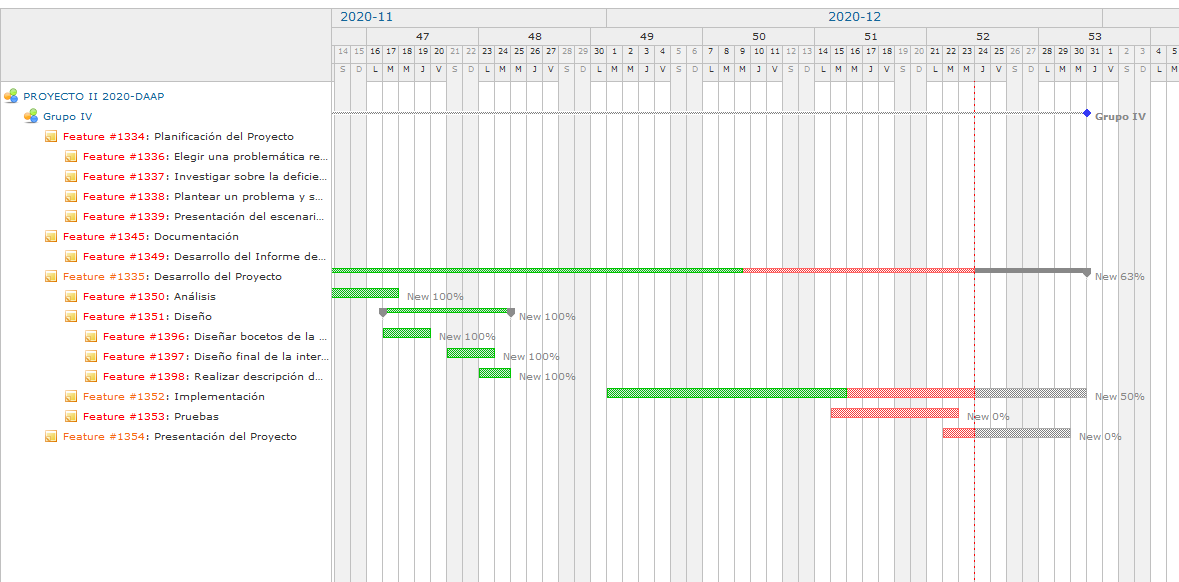 2020-11 2020-12
47 48 49 50 51 52 53
14 15 16 17 18 19 20 21 22 23 24 25 26 27 28 29 30 1 2 3 4 5 6 7 8 9 10 11 12 13 14 15 16 17 18 19 20 21 22 23 24 25 26 27 28 29 30 31 1 2 3 4 5
S D L M M J V S D L M M J V S D L M M J V S D L M M J V S D L M M J V S D L M M J V S D L M M J V S D L M
PROYECTO II 2020-DAAP
Grupo IV Grupo IV
Feature #1334: Planificación del Proyecto
Feature #1336: Elegir una problemática re...
Feature #1337: Investigar sobre la deficie...
Feature #1338: Plantear un problema y s...
Feature #1339: Presentación del escenari...
Feature #1345: Documentación
Feature #1349: Desarrollo del Informe de...
Feature #1335: Desarrollo del Proyecto New 63%
Feature #1350: Análisis New 100%
Feature #1351: Diseño New 100%
Feature #1396: Diseñar bocetos de la ... New 100%
Feature #1397: Diseño final de la inter... New 100%
Feature #1398: Realizar descripción d... New 100%
Feature #1352: Implementación New 50%
Feature #1353: Pruebas New 0%
Feature #1354: Presentación del Proyecto New 0%